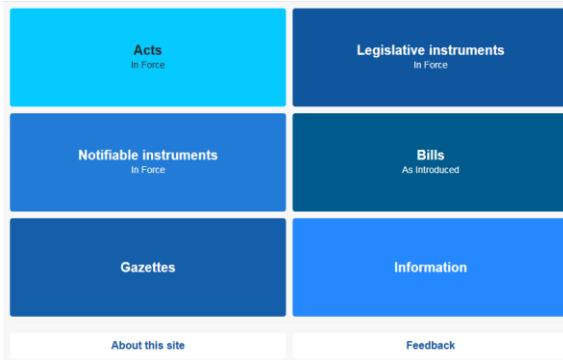 Acts
In Force
Legislative instruments
In Force
Notifiable instruments
In Force
Bills
As Introduced
Gazettes
Information
About this site
Feedback